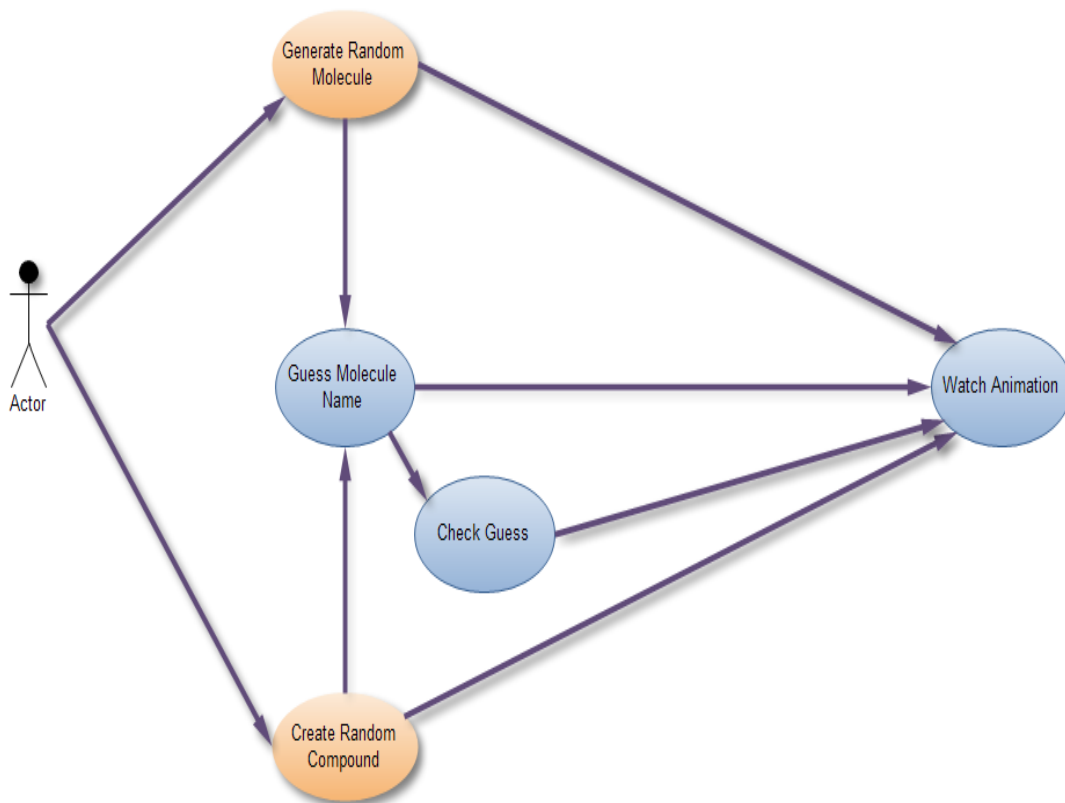 Generate Random
Molecule
Actor
Guess Molecule
Name
Watch Animation
Check Guess
Create Random
Compound